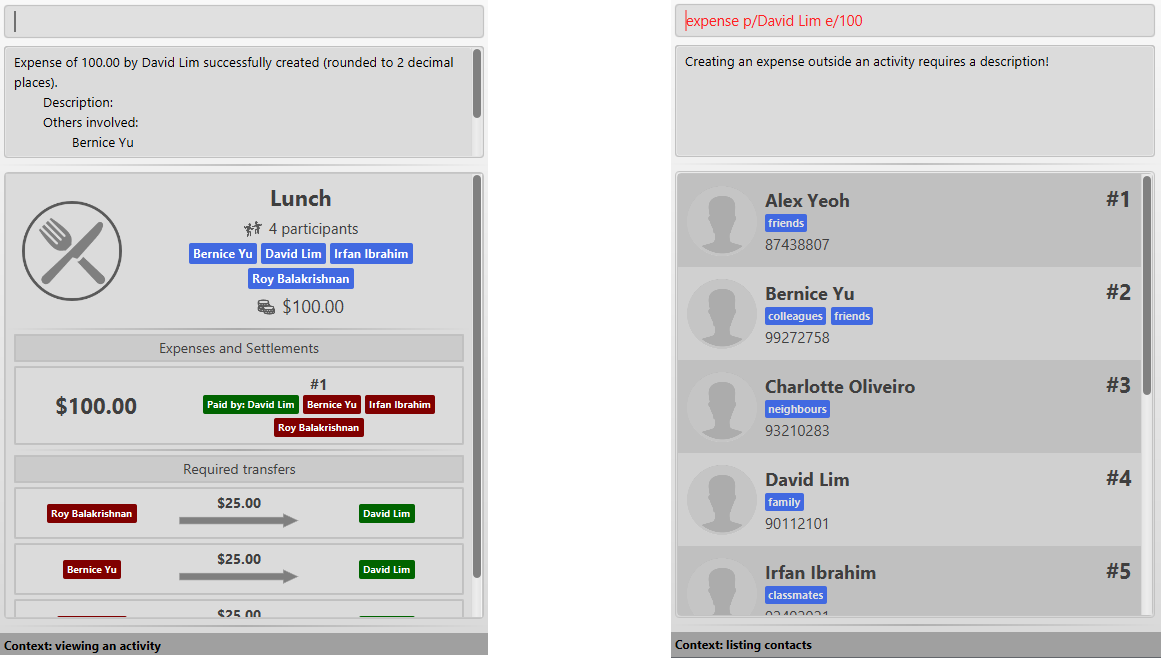 Expense of 100.00 by David Lim successfully created (rounded to 2 decimal
places).
Description:
Others involved:
Bernice Yu
Lunch
4 participants
Bernice Yu David Lim Irfan Ibrahim
Roy Balakrishnan
$100.00
Expenses and Settlements
#1
$100.00 Paid by: David Lim Bernice Yu Irfan Ibrahim
Roy Balakrishnan
Required transfers
$25.00
Roy Balakrishnan David Lim
$25.00
Bernice Yu David Lim
$25.00
Context: viewing an activity
expense p/David Lim e/100
Creating an expense outside an activity requires a description!
Alex Yeoh #1
friends
87438807
Bernice Yu #2
colleagues friends
99272758
Charlotte Oliveiro #3
neighbours
93210283
David Lim #4
family
90112101
Irfan Ibrahim #5
classmates
Context: listing contacts